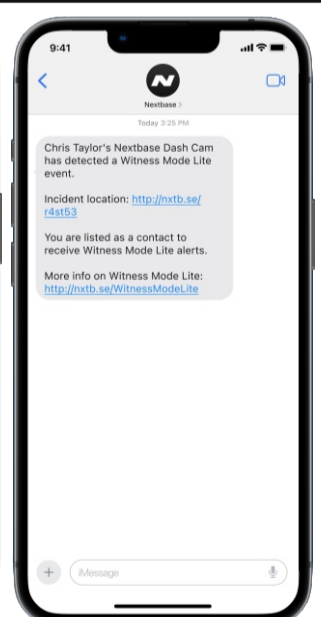 9:41
Nextbase >
Today 3:25 PM
Chris Taylor's Nextbase Dash Cam
has detected a Witness Mode Lite
event.
Incident location: http://nxtb.se/
r4st53
You are listed as a contact to
receive Witness Mode Lite alerts.
More info on Witness Mode Lite:
http://nxtb.se/WitnessModeLite
iMessage